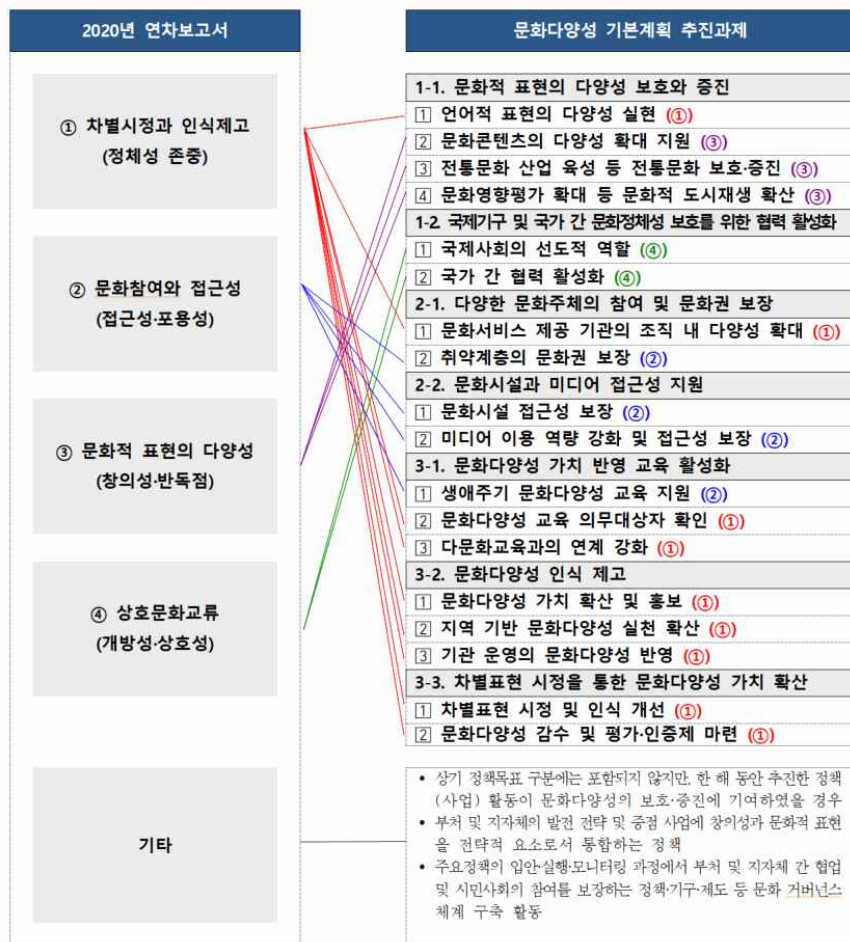 2020년 연차보고서
① 차별시정과 인식제고
(정체성 존중)
② 문화참여와 접근성
(접근성·포용성)
③ 문화적 표현의 다양성
(창의성·반독점)
④ 상호문화교류
(개방성·상호성)
기타
문화다양성 기본계획 추진과제
1-1. 문화적 표현의 다양성 보호와 증진
1 언어적 표현의 다양성 실현 (①)
2 문화콘텐츠의 다양성 확대 지원 (③)
3 전통문화 산업 육성 등 전통문화 보호·증진 (③)
4 문화영향평가 확대 등 문화적 도시재생 확산 (③)
1-2. 국제기구 및 국가 간 문화정체성 보호를 위한 협력 활성화
1 국제사회의 선도적 역할 (④)
2 국가 간 협력 활성화 (④)
2-1. 다양한 문화주체의 참여 및 문화권 보장
1 문화서비스 제공 기관의 조직 내 다양성 확대 (①)
2 취약계층의 문화권 보장 (②)
2-2. 문화시설과 미디어 접근성 지원
1 문화시설 접근성 보장 (②)
2 미디어 이용 역량 강화 및 접근성 보장 (②)
3-1. 문화다양성 가치 반영 교육 활성화
1 생애주기 문화다양성 교육 지원 (②)
2 문화다양성 교육 의무대상자 확인 (①)
3 다문화교육과의 연계 강화 (①)
3-2. 문화다양성 인식 제고
1 문화다양성 가치 확산 및 홍보 (①)
2 지역 기반 문화다양성 실천 확산 (①)
3 기관 운영의 문화다양성 반영 (①)
3-3. 차별표현 시정을 통한 문화다양성 가치 확산
1 차별표현 시정 및 인식 개선 (①)
2 문화다양성 감수 및 평가·인증제 마련 (①)
• 상기 정책목표 구분에는 포함되지 않지만, 한 해 동안 추진한 정책
(사업) 활동이 문화다양성의 보호·증진에 기여하였을 경우
• 부처 및 지자체의 발전 전략 및 중점 사업에 창의성과 문화적 표현
을 전략적 요소로서 통합하는 정책
• 주요정책의 입안·실행·모니터링 과정에서 부처 및 지자체 간 협업
및 시민사회의 참여를 보장하는 정책·기구·제도 등 문화 거버넌스
체계 구축 활동